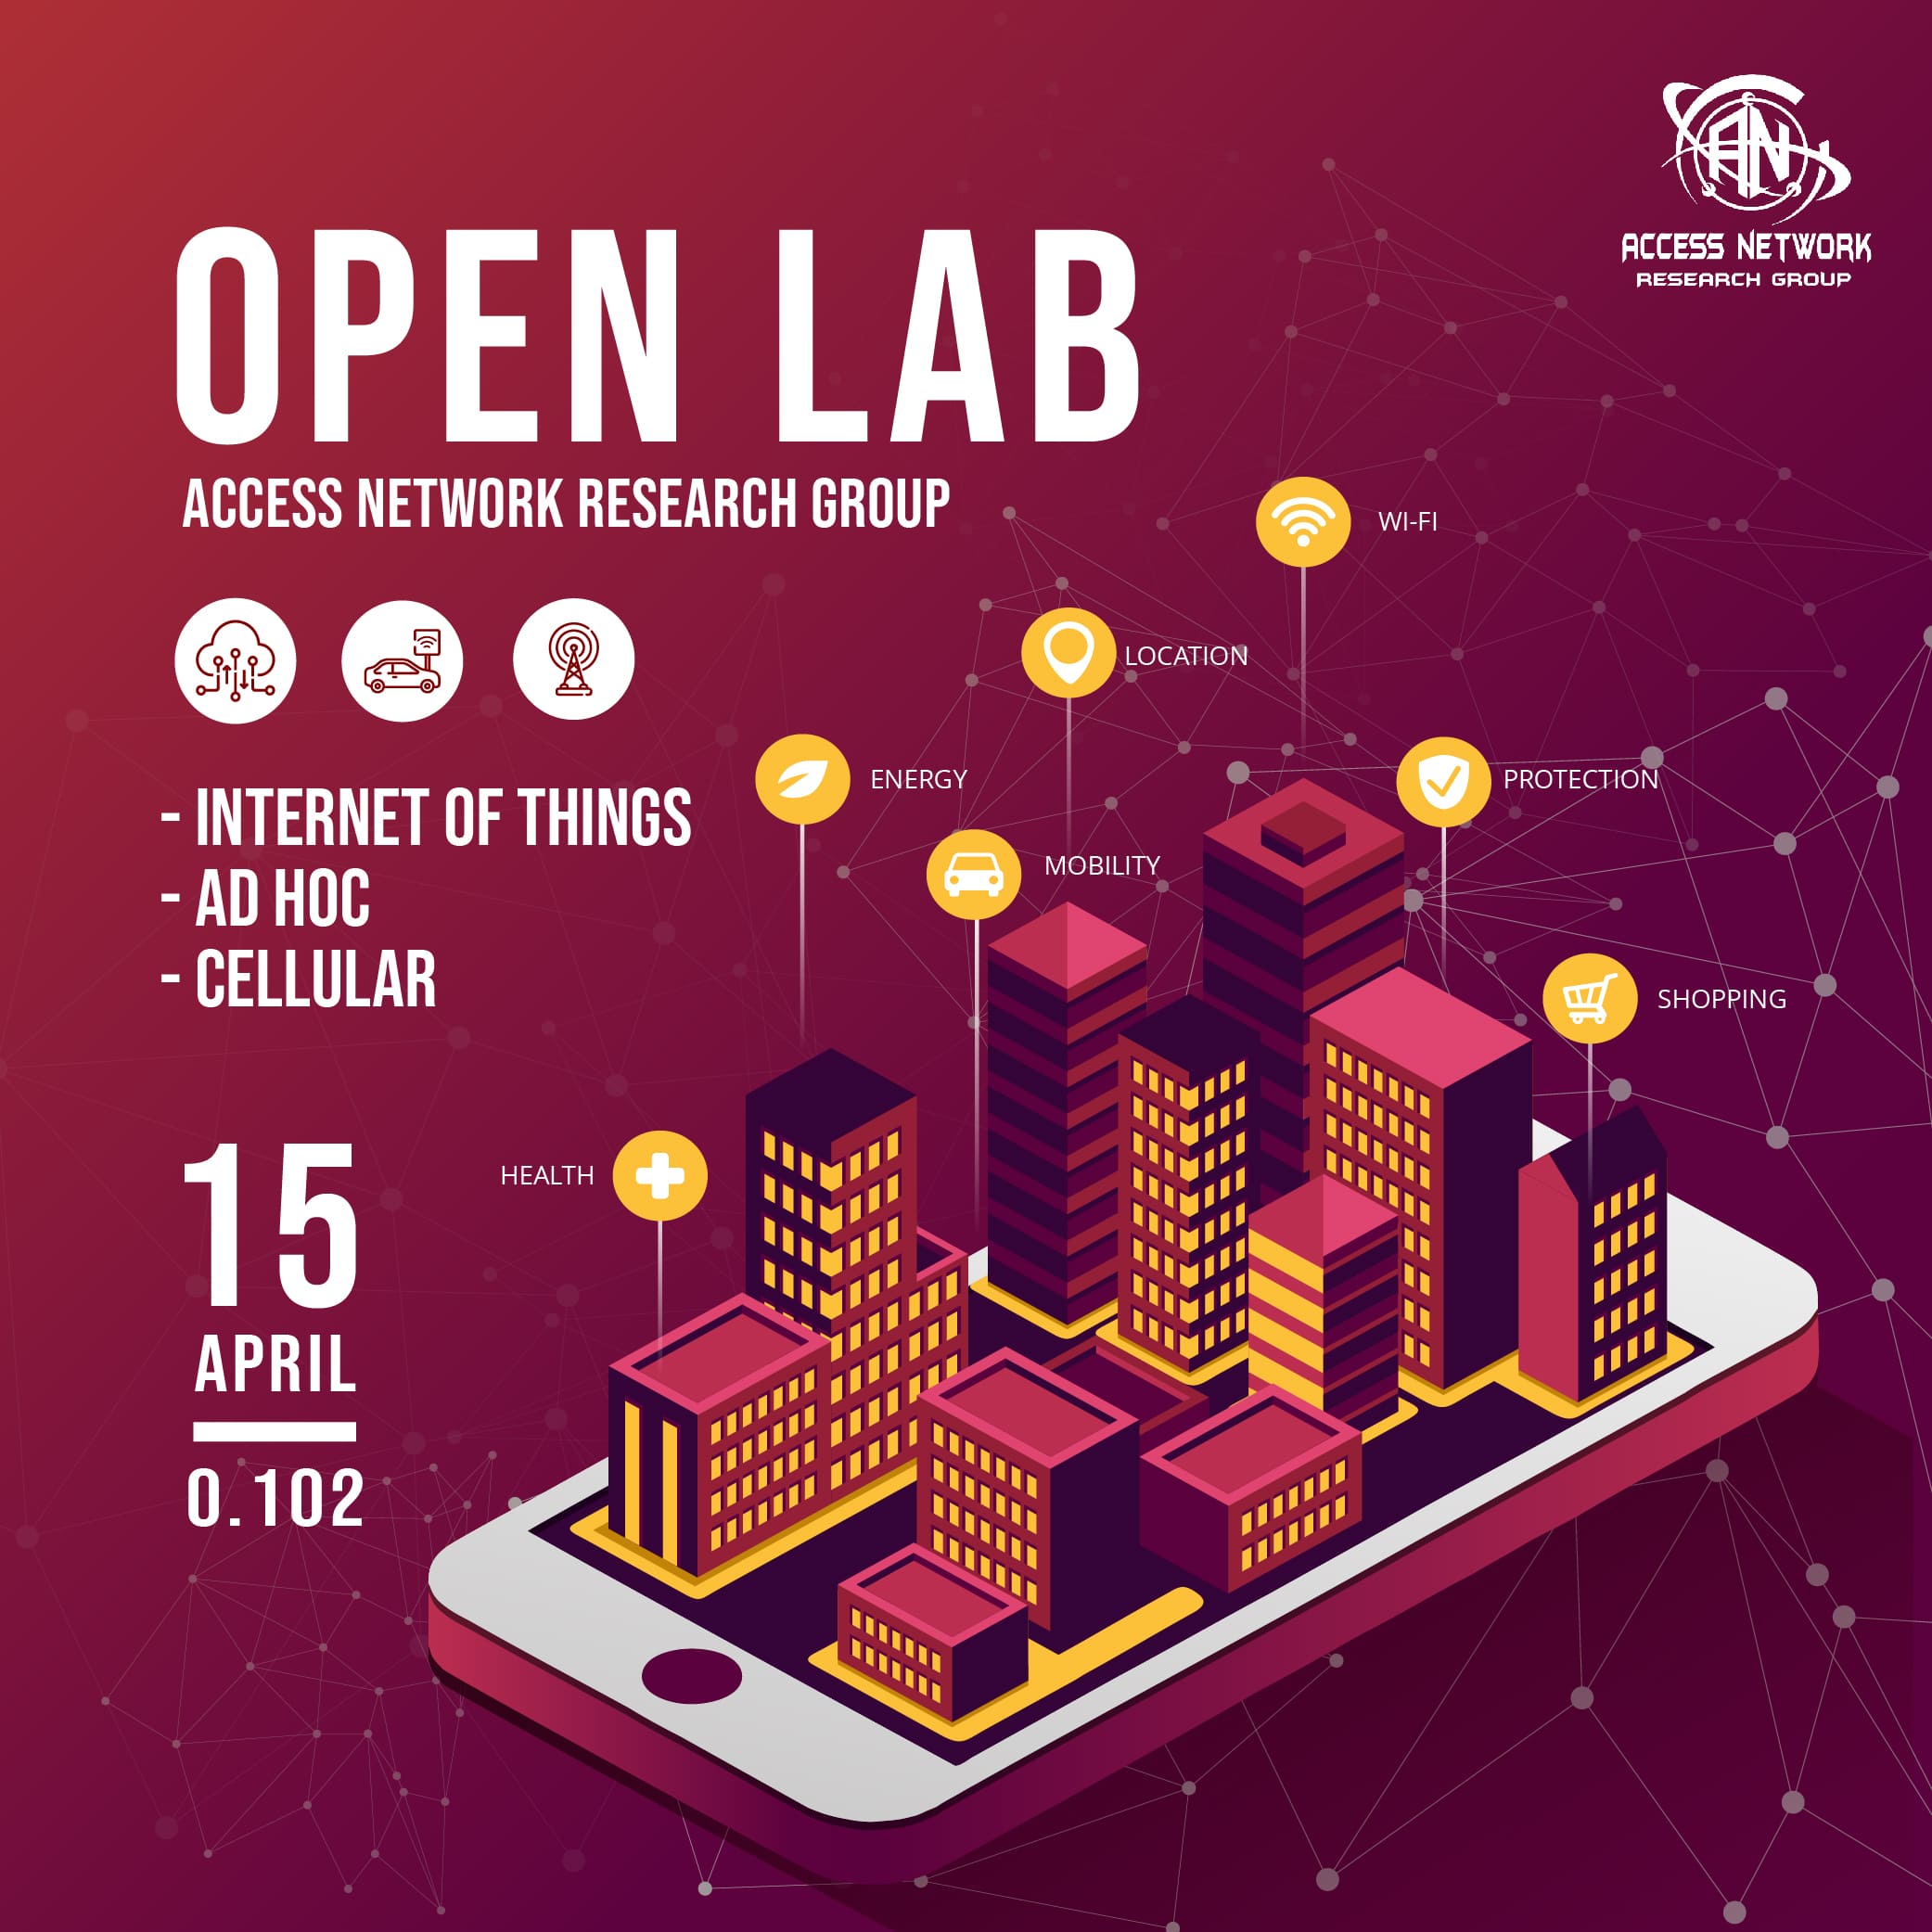 AN
ACCESS NETWORK
RESEARCH GROUP
OPEN LAB
ACCESS NETWORK RESEARCH GROUP
WI-FI
LOCATION
ENERGY
PROTECTION
- INTERNET OF THINGS
MOBILITY
- AD HOC
- CELLULAR
SHOPPING
HEALTH
15
APRIL
0.102